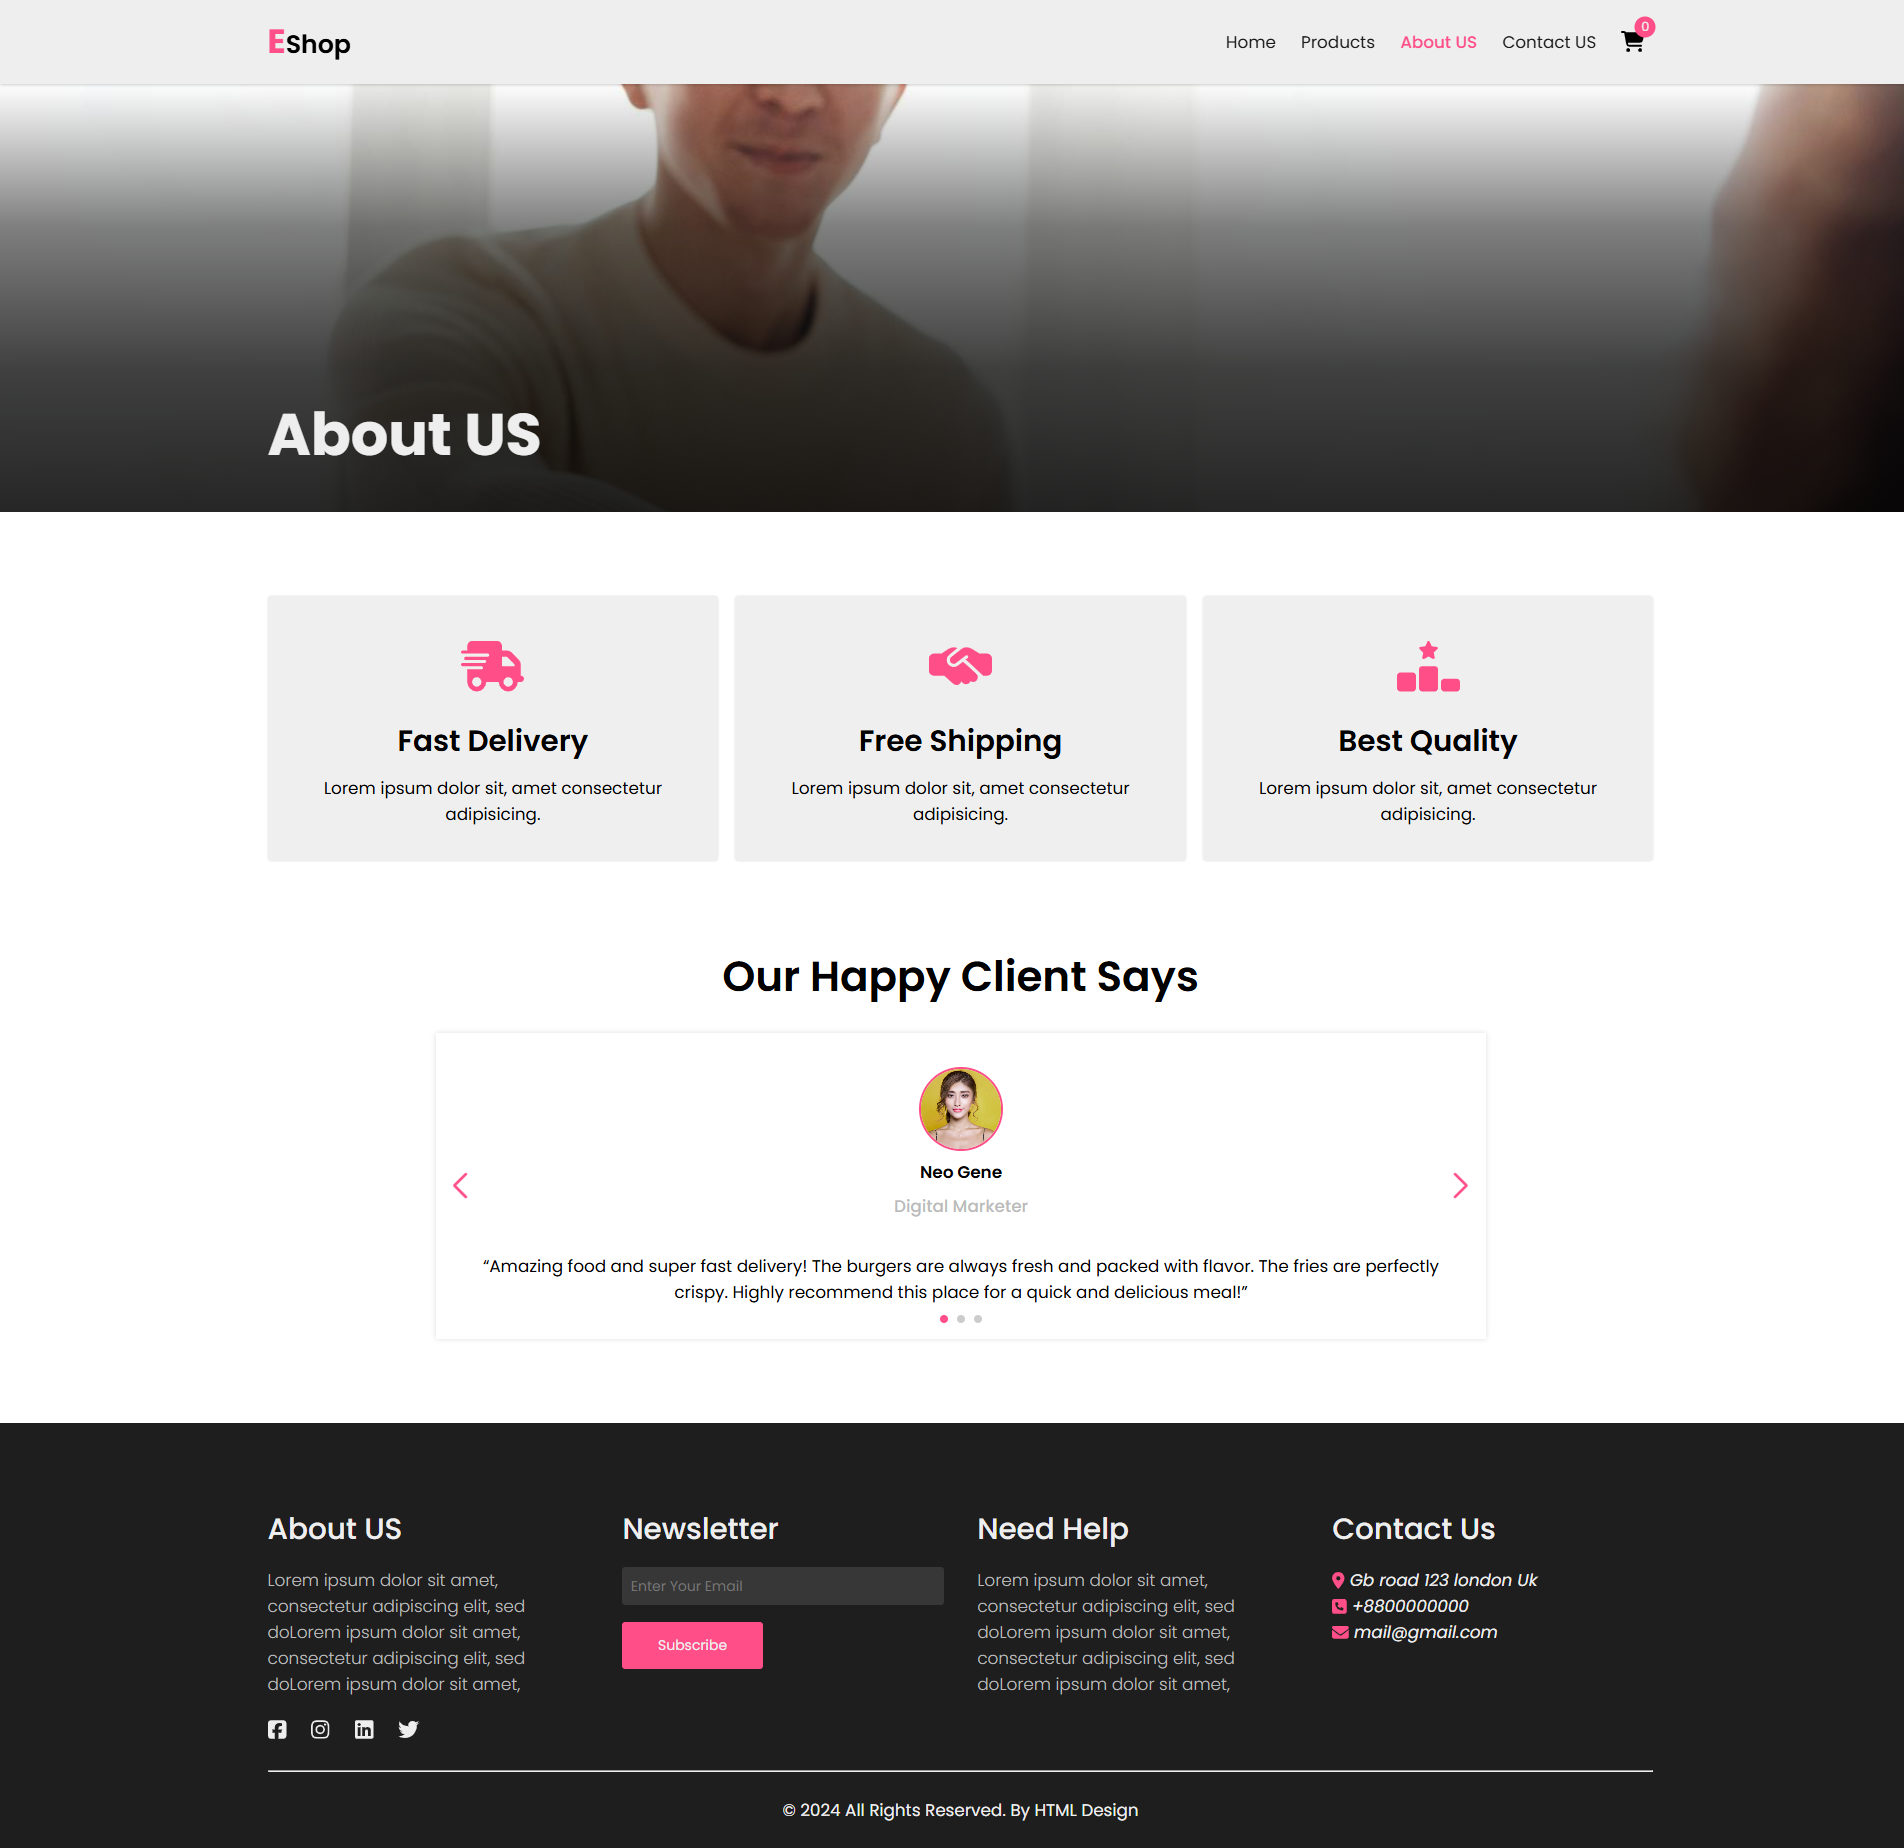 EShop
Home Products About US Contact US 0
About US
Fast Delivery
Lorem ipsum dolor sit, amet consectetur
adipisicing.
Free Shipping
Lorem ipsum dolor sit, amet consectetur
adipisicing.
Best Quality
Lorem ipsum dolor sit, amet consectetur
adipisicing.
Our Happy Client Says
Neo Gene
Digital Marketer
“Amazing food and super fast delivery! The burgers are always fresh and packed with flavor. The fries are perfectly
crispy. Highly recommend this place for a quick and delicious meal!”
About US
Lorem ipsum dolor sit amet,
consectetur adipiscing elit, sed
doLorem ipsum dolor sit amet,
consectetur adipiscing elit, sed
doLorem ipsum dolor sit amet,
Newsletter
Enter Your Email
Subscribe
Need Help
Lorem ipsum dolor sit amet,
consectetur adipiscing elit, sed
doLorem ipsum dolor sit amet,
consectetur adipiscing elit, sed
doLorem ipsum dolor sit amet,
Contact Us
Gb road 123 london Uk
+8800000000
mail@gmail.com
© 2024 All Rights Reserved. By HTML Design